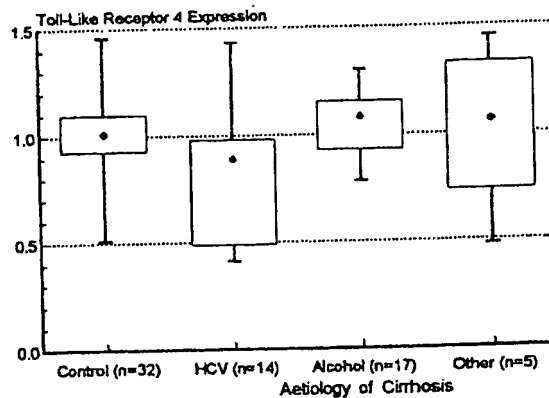 Toll-Like Receptor 4 Expression
1.5
1.0
0.5
0.0
Control (n=32) HCV (n=14) Alcohol (n=17) Other (n=5)
Aetiology of Cirrhosis